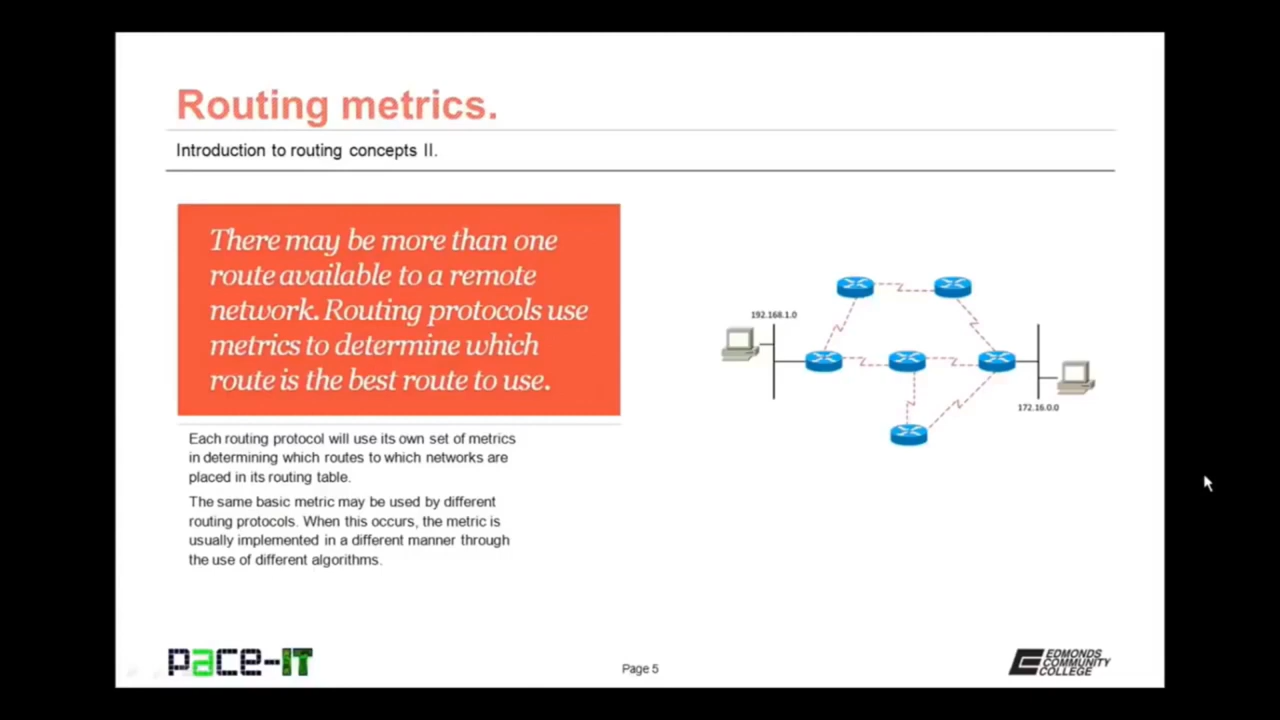 Routing metrics.
Introduction to routing concepts II.
There may be more than one
route available to a remote
network. Routing protocols use
metrics to determine which
route is the best route to use.
Each routing protocol will use its own set of metrics
in determining which routes to which networks are
placed in its routing table.
The same basic metric may be used by different
routing protocols. When this occurs, the metric is
usually implemented in a different manner through
the use of different algorithms.
192.168.1.0
172.16.0.0
pace-IT
Page 5
EDMONDS
COMMUNITY
COLLEGE